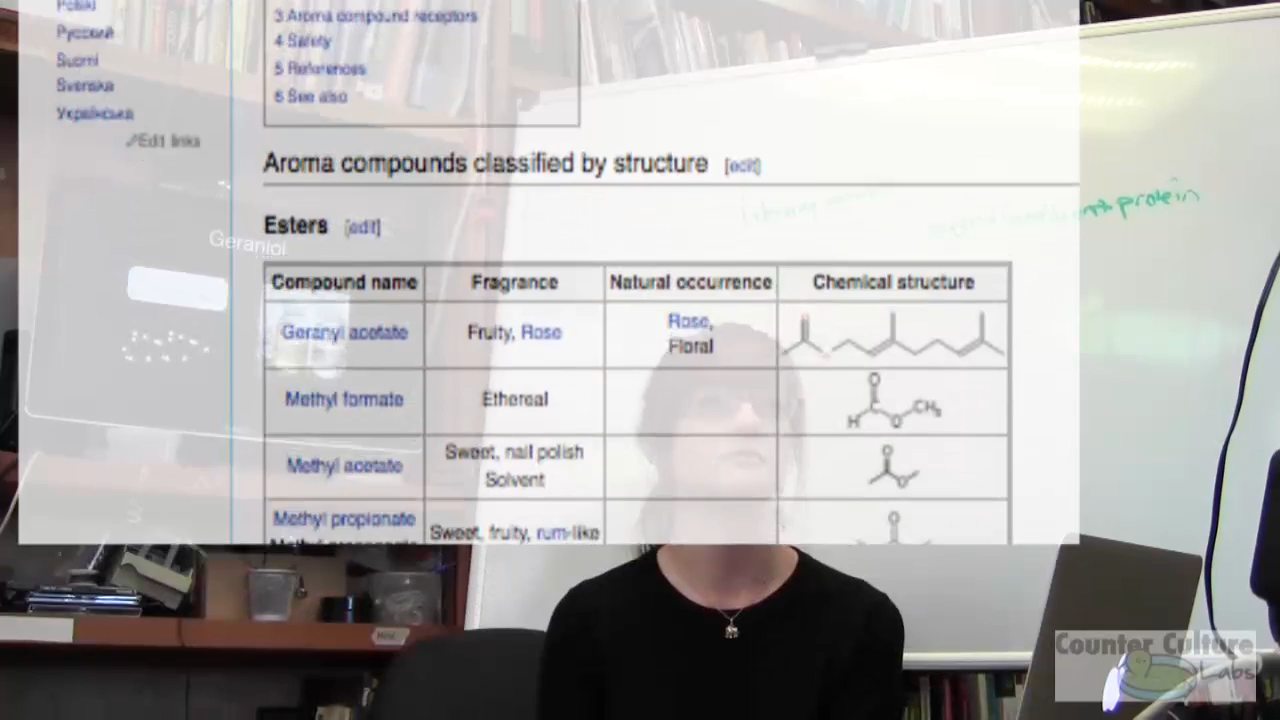 Polski
Русский
Suomi
Svenska
Українська
Edit links
3 Aroma compound receptors
4 Safety
5 References
6 See also
Aroma compounds classified by structure [edit]
Esters [edit]
Compound name Fragrance Natural occurrence Chemical structure
Geranyl acetate Fruity, Rose Rose,
Floral
Methyl formate Ethereal O
H O CH₃
Methyl acetate Sweet, nail polish
Solvent O
O
Methyl propionate Sweet, fruity, rum-like O
Geraniol
protein
Counter Culture
Labs